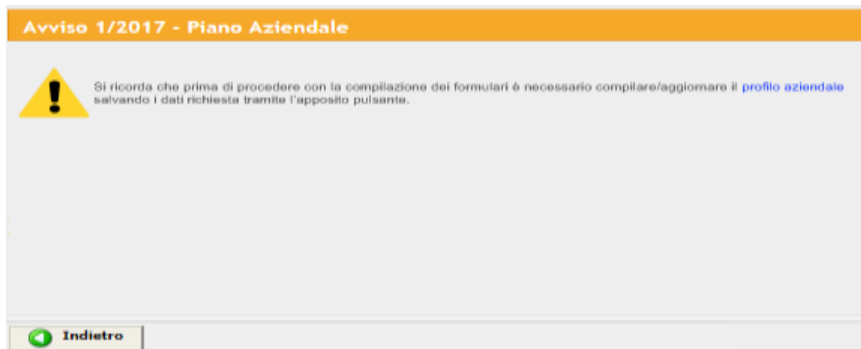 Avviso 1/2017 - Piano Aziendale
Si ricorda che prima di procedere con la compilazione dei formulari è necessario compilare/aggiornare il profilo aziendale
salvando i dati richiesta tramite l'apposito pulsante.
Indietro